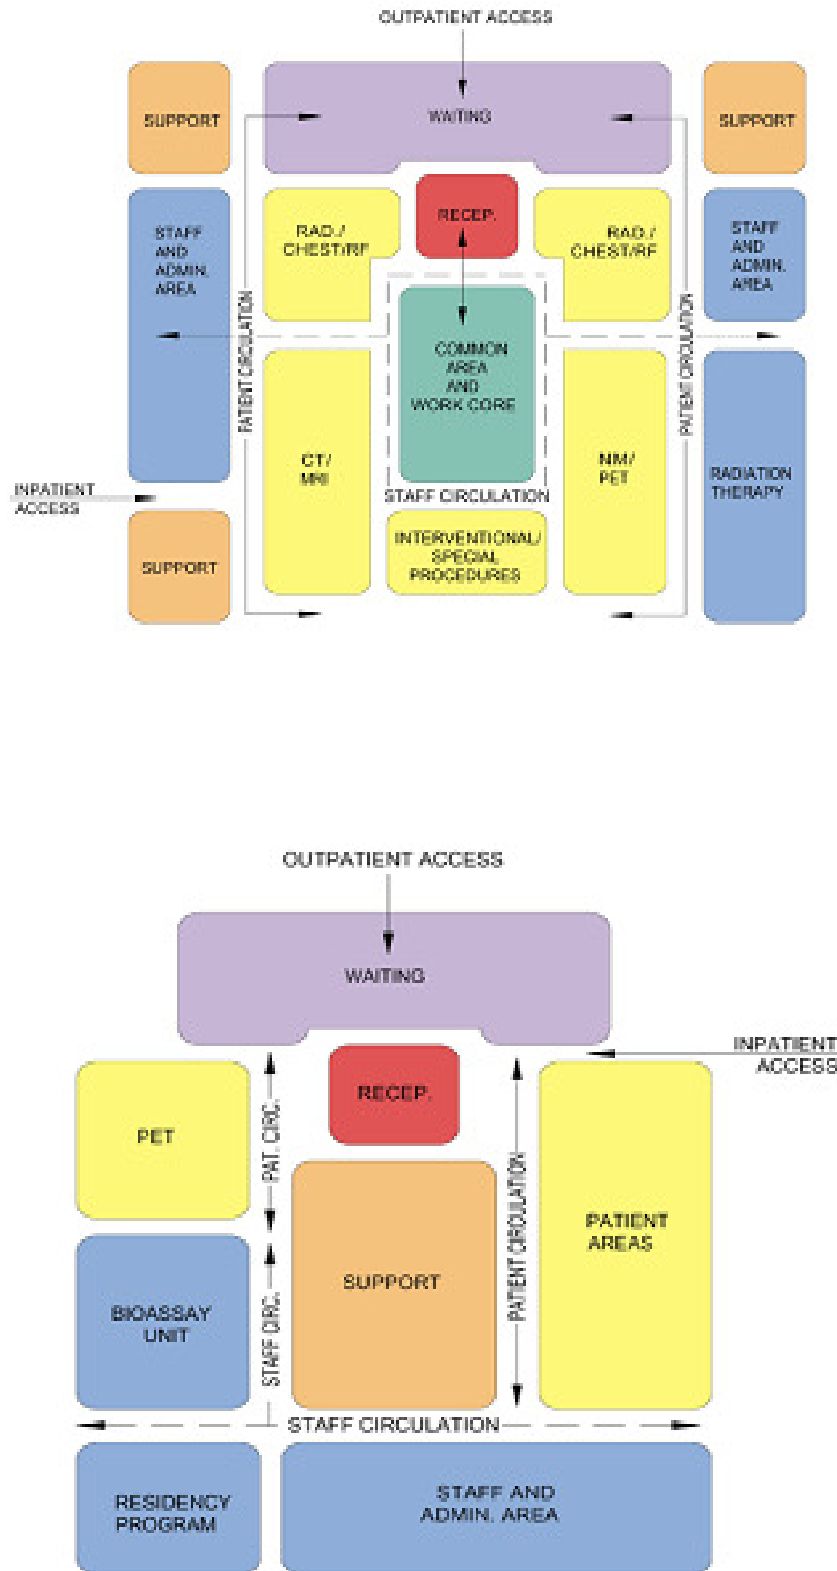 OUTPATIENT ACCESS
SUPPORT
WAITING
SUPPORT
STAFF
AND
ADMIN.
AREA
RAD./
CHEST/RF
RECEP.
RAD./
CHEST/RF
STAFF
AND
ADMIN.
AREA
PATIENT CIRCULATION
COMMON
AREA
AND
WORK CORE
PATIENT CIRCULATION
CT/
MRI
NM/
PET
RADIATION
THERAPY
INPATIENT
ACCESS
STAFF CIRCULATION
SUPPORT
INTERVENTIONAL/
SPECIAL
PROCEDURES
OUTPATIENT ACCESS
WAITING
INPATIENT
ACCESS
PET
PAT. CIRC.
RECEP.
PATIENT CIRCULATION
PATIENT
AREAS
BIOASSAY
UNIT
STAFF CIRC.
SUPPORT
STAFF CIRCULATION
RESIDENCY
PROGRAM
STAFF AND
ADMIN. AREA